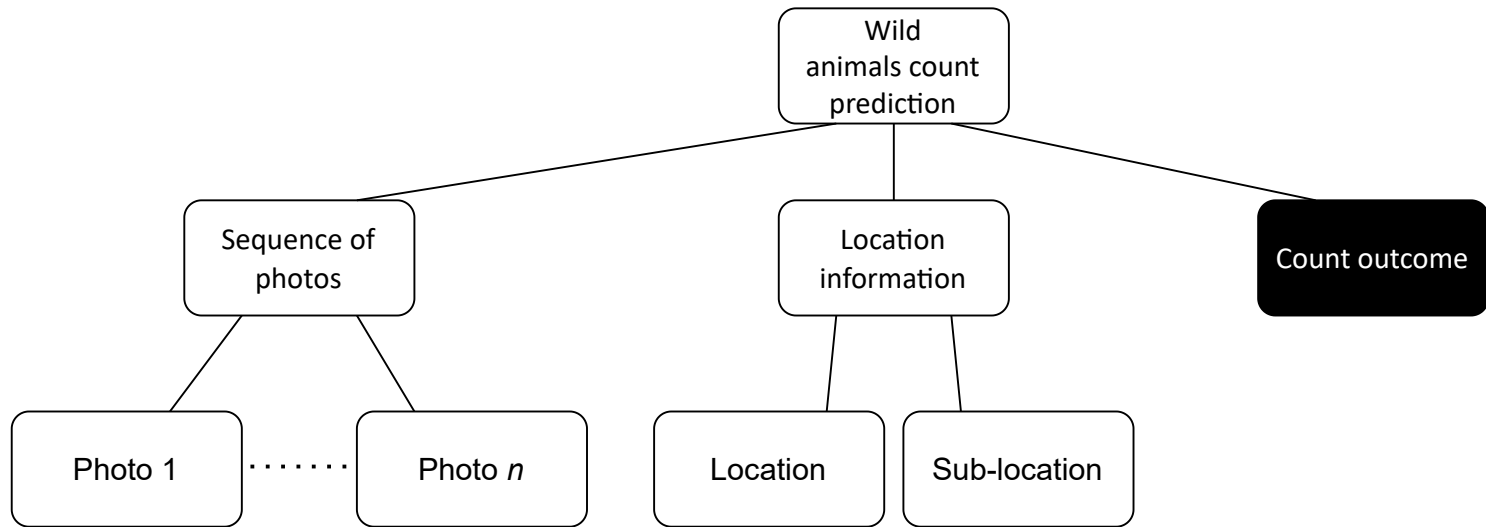 Wild
animals count
prediction
Sequence of
photos
Location
information
Count outcome
Photo 1
Photo n
Location
Sub-location